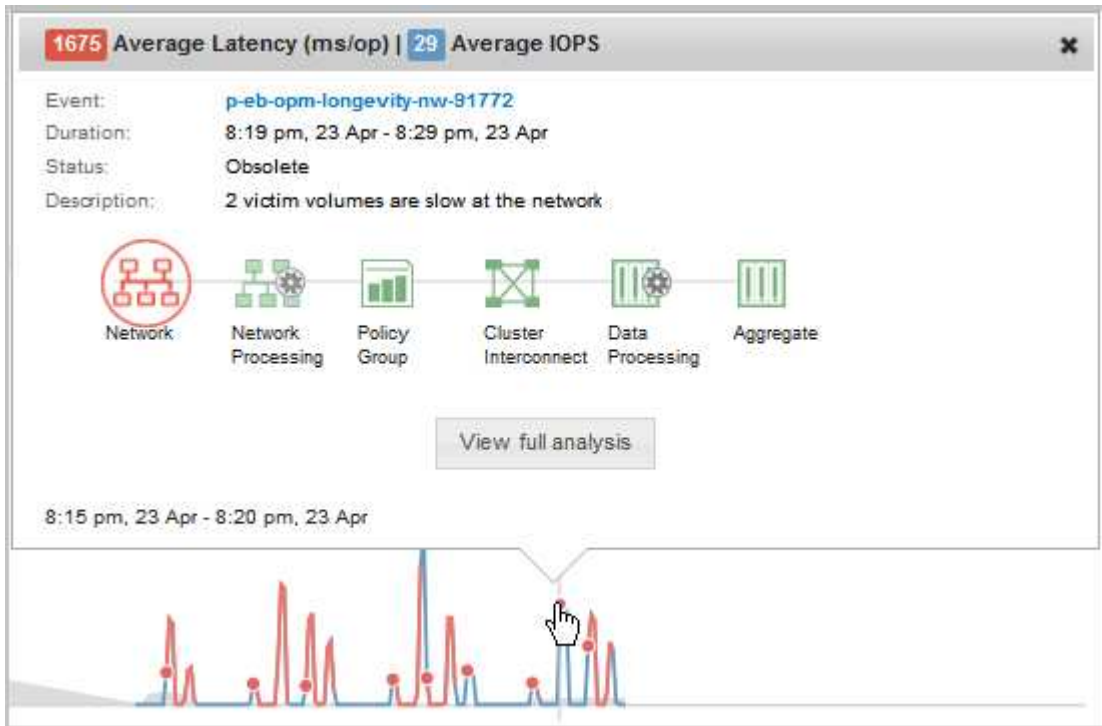 1675 Average Latency (ms/op) | 29 Average IOPS
Event: p-eb-opm-longevity-nw-91772
Duration: 8:19 pm, 23 Apr - 8:29 pm, 23 Apr
Status: Obsolete
Description: 2 victim volumes are slow at the network
Network
Network Processing
Policy Group
Cluster Interconnect
Data Processing
Aggregate
View full analysis
8:15 pm, 23 Apr - 8:20 pm, 23 Apr